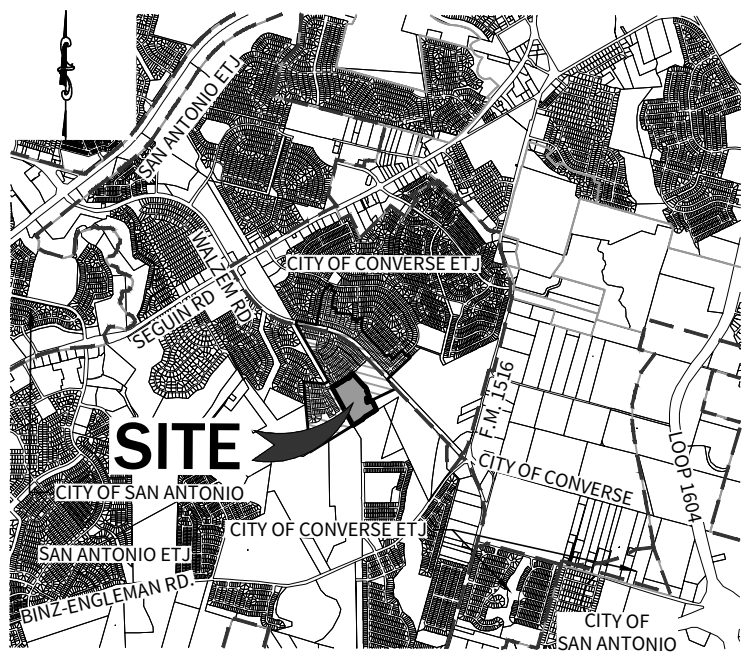 SAN ANTONIO ETJ
WALZEM RD
CITY OF CONVERSE ETJ
SEGUIN RD
F.M. 1516
SITE
LOOP 1604
CITY OF CONVERSE
CITY OF SAN ANTONIO
CITY OF CONVERSE ETJ
SAN ANTONIO ETJ
BINZ-ENGLEMAN RD.
CITY OF
SAN ANTONIO